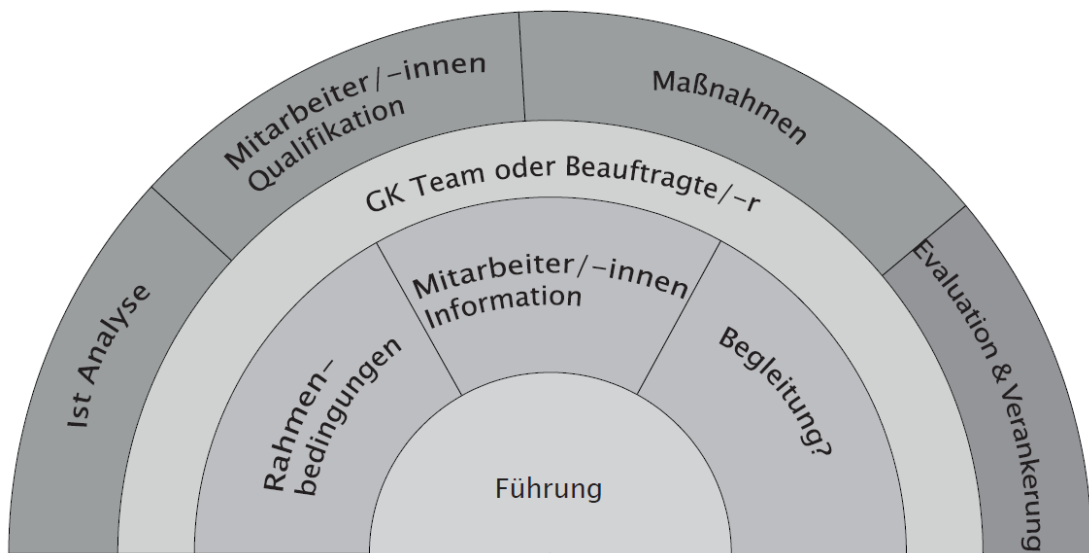 Ist Analyse
Mitarbeiter/-innen
Qualifikation
Maßnahmen
Evaluation & Verankerung
GK Team oder Beauftragte/-r
Rahmen-
bedingungen
Mitarbeiter/-innen
Information
Begleitung?
Führung